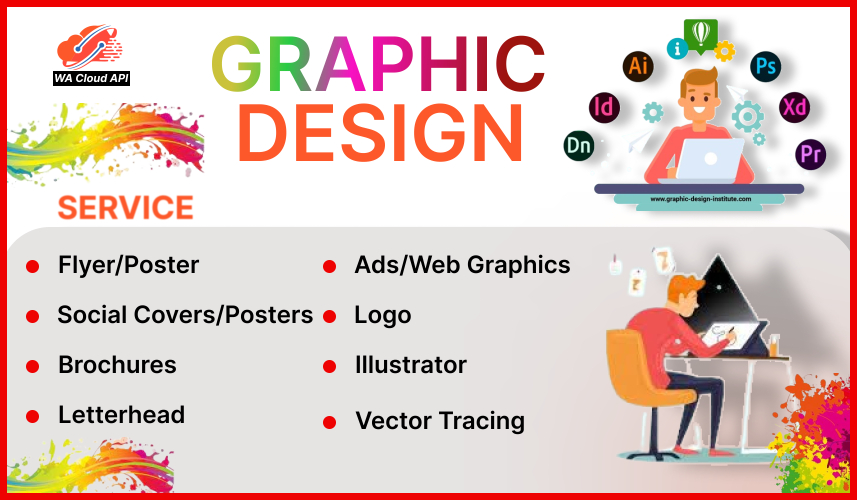 WA Cloud API
GRAPHIC
DESIGN
SERVICE
i
Ai
Ps
Id
Xd
Dn
Pr
www.graphic-design-institute.com
Flyer/Poster
Social Covers/Posters
Brochures
Letterhead
Ads/Web Graphics
Logo
Illustrator
Vector Tracing